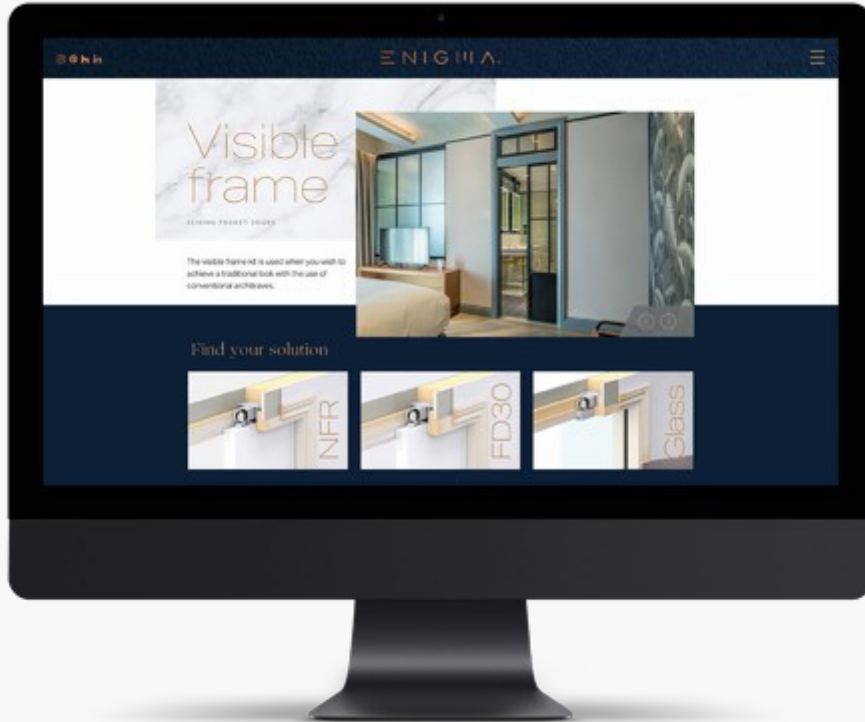 ENIGMA.
Visible
frame
SLIDING POCKET DOORS
The visible frame kit is used when you wish to
achieve a traditional look with the use of
conventional architraves.
Find your solution
NFR
FD30
Glass